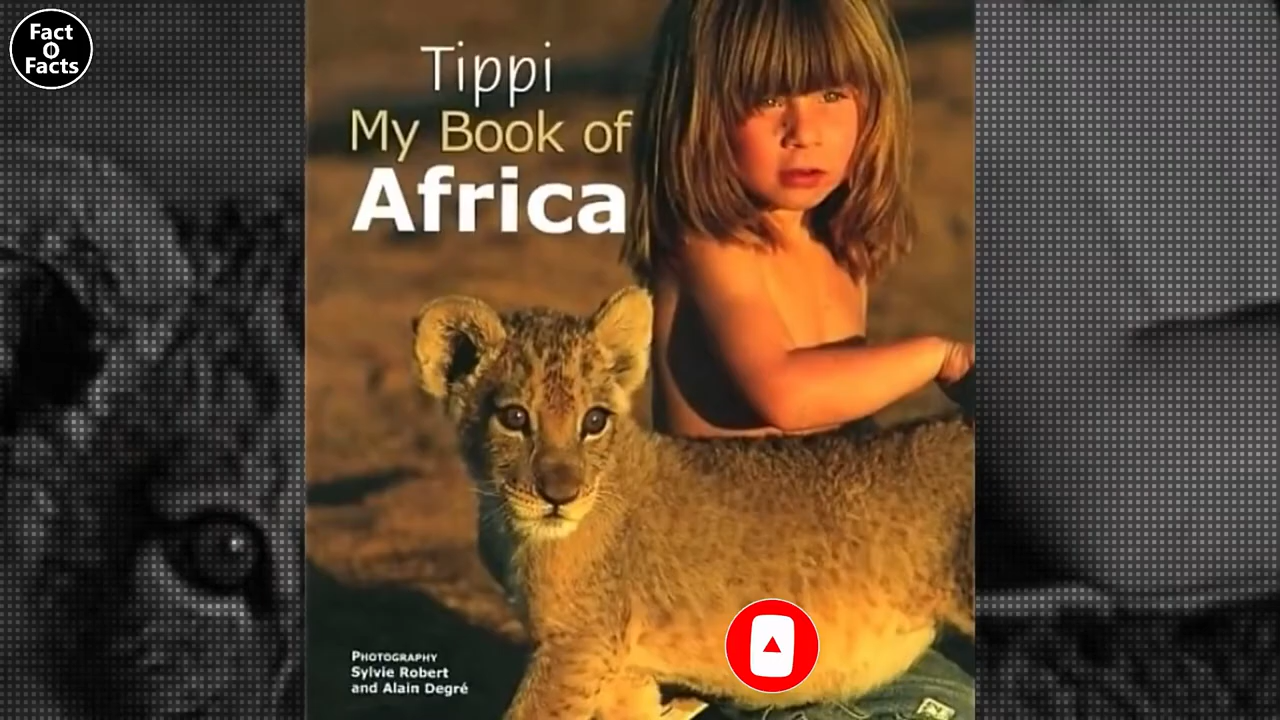 Fact
O
Facts
Tippi
My Book of
Africa
PHOTOGRAPHY
Sylvie Robert
and Alain Degré